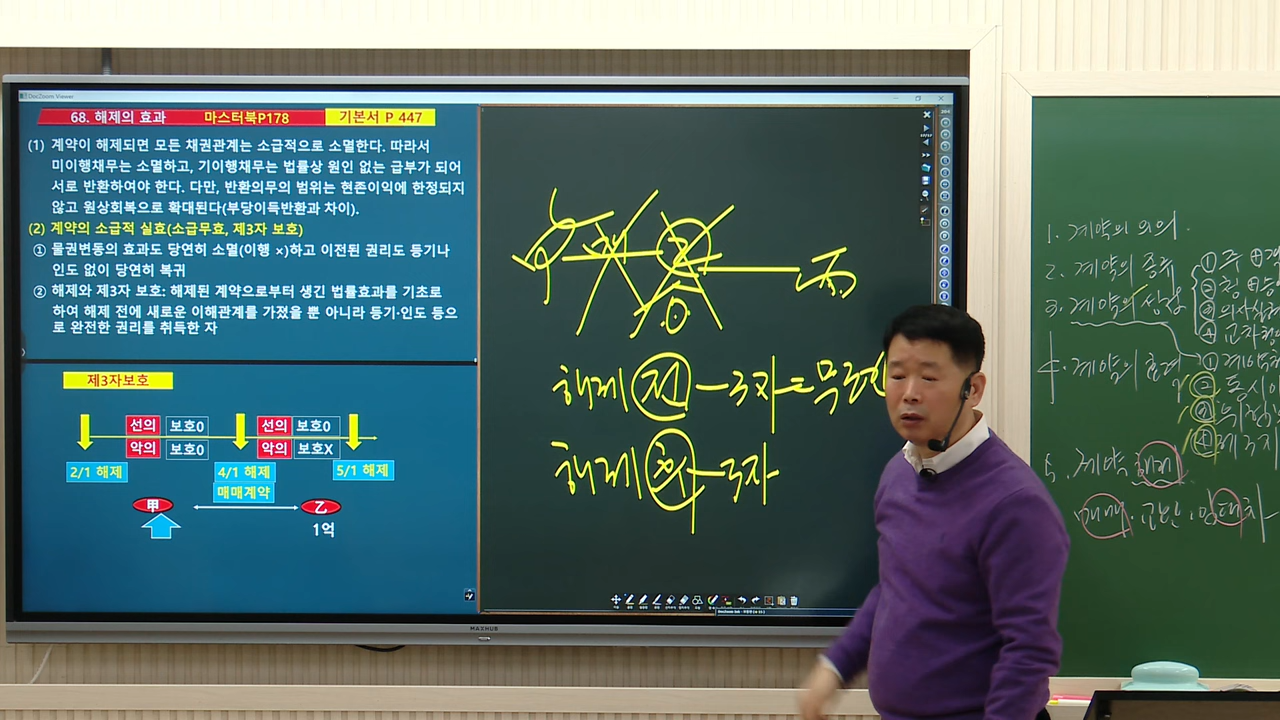 DocZoom Viewer
68. 해제의 효과 마스터북P178 기본서 P 447
(1) 계약이 해제되면 모든 채권관계는 소급적으로 소멸한다. 따라서
미이행채무는 소멸하고, 기이행채무는 법률상 원인 없는 급부가 되어
서로 반환하여야 한다. 다만, 반환의무의 범위는 현존이익에 한정되지
않고 원상회복으로 확대된다(부당이득반환과 차이).
(2) 계약의 소급적 실효(소급무효, 제3자 보호)
① 물권변동의 효과도 당연히 소멸(이행 ×)하고 이전된 권리도 등기나
인도 없이 당연히 복귀
② 해제와 제3자 보호: 해제된 계약으로부터 생긴 법률효과를 기초로
하여 해제 전에 새로운 이해관계를 가졌을 뿐 아니라 등기·인도 등으
로 완전한 권리를 취득한 자
제3자보호
선의 보호0 선의 보호0
악의 보호0 악의 보호X
2/1 해제 4/1 해제 5/1 해제
매매계약
甲 乙
1억
丙
해제 전 3자 =
해제 후 3자
MAXHUB
1. 계약의 의의.
2. 계약의 종류
3. 계약의 성립
4. 계약의 효력
5. 계약 해제
매매. 교환. 임대차